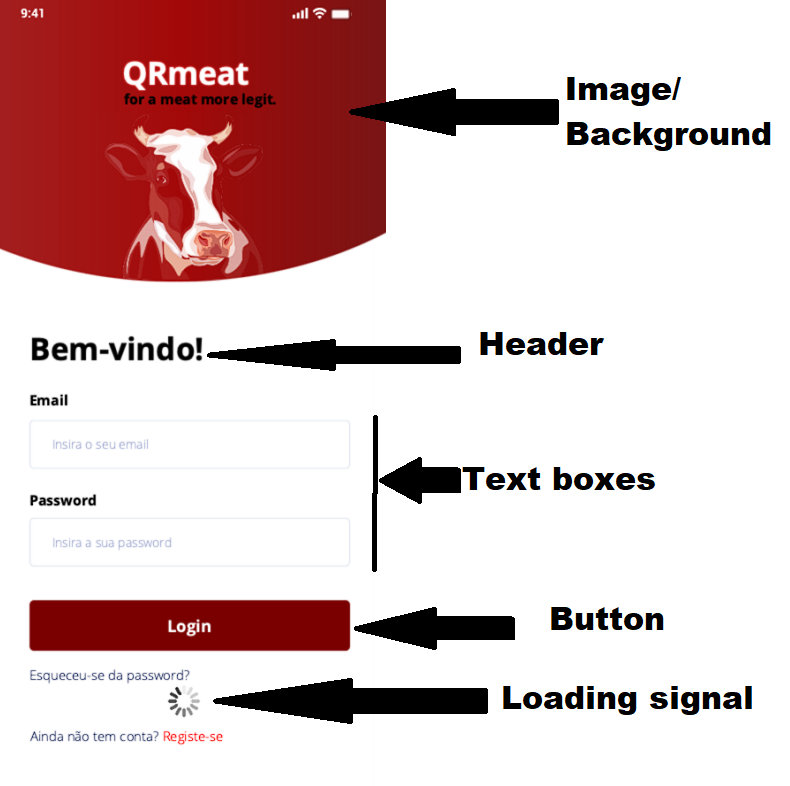 9:41
QRmeat
for a meat more legit.
Image/
Background
Bem-vindo!
Header
Email
Insira o seu email
Text boxes
Password
Insira a sua password
Login
Button
Esqueceu-se da password?
Loading signal
Ainda não tem conta? Registe-se